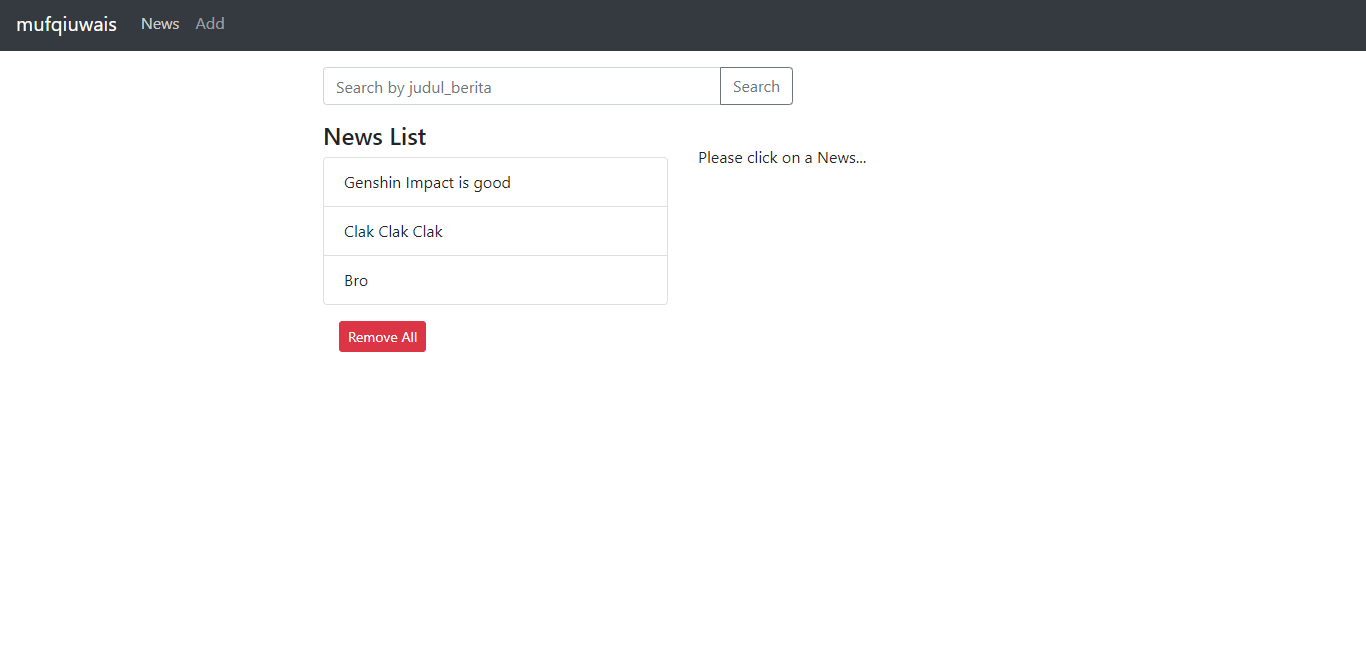 mufqiuwais News Add
Search by judul_berita Search
News List
Please click on a News...
Genshin Impact is good
Clak Clak Clak
Bro
Remove All